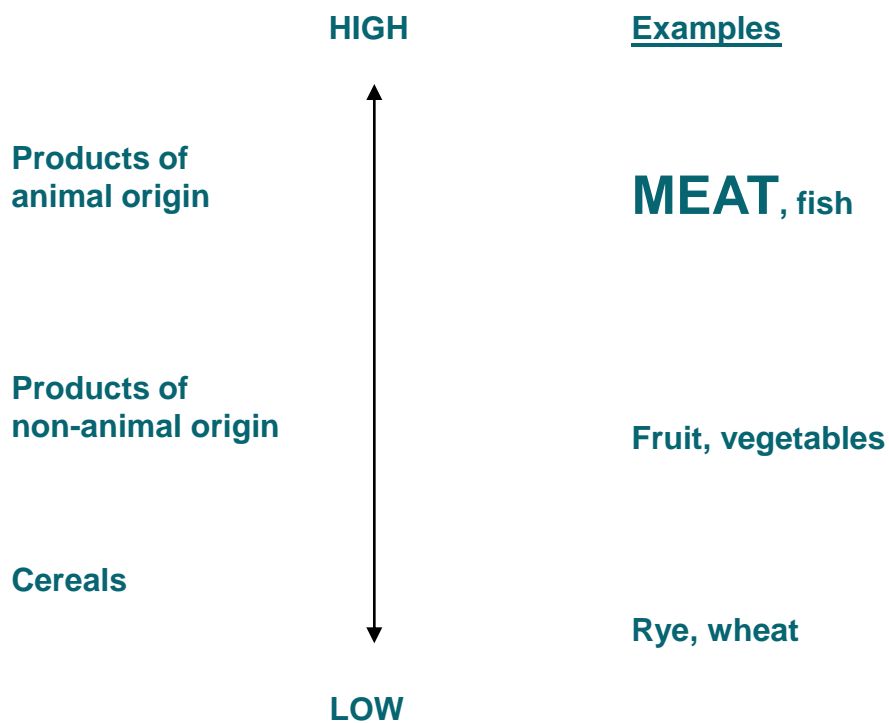 HIGH
Examples
Products of
animal origin
MEAT, fish
Products of
non-animal origin
Fruit, vegetables
Cereals
Rye, wheat
LOW